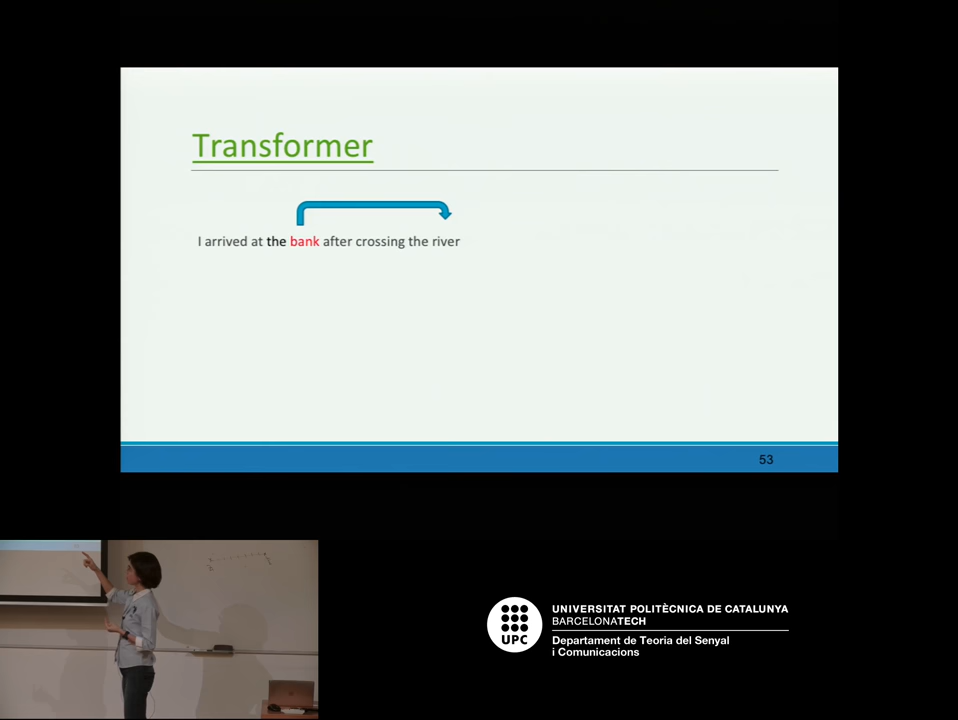 Transformer
I arrived at the bank after crossing the river
53
UPC
UNIVERSITAT POLITÈCNICA DE CATALUNYA
BARCELONATECH
Departament de Teoria del Senyal
i Comunicacions